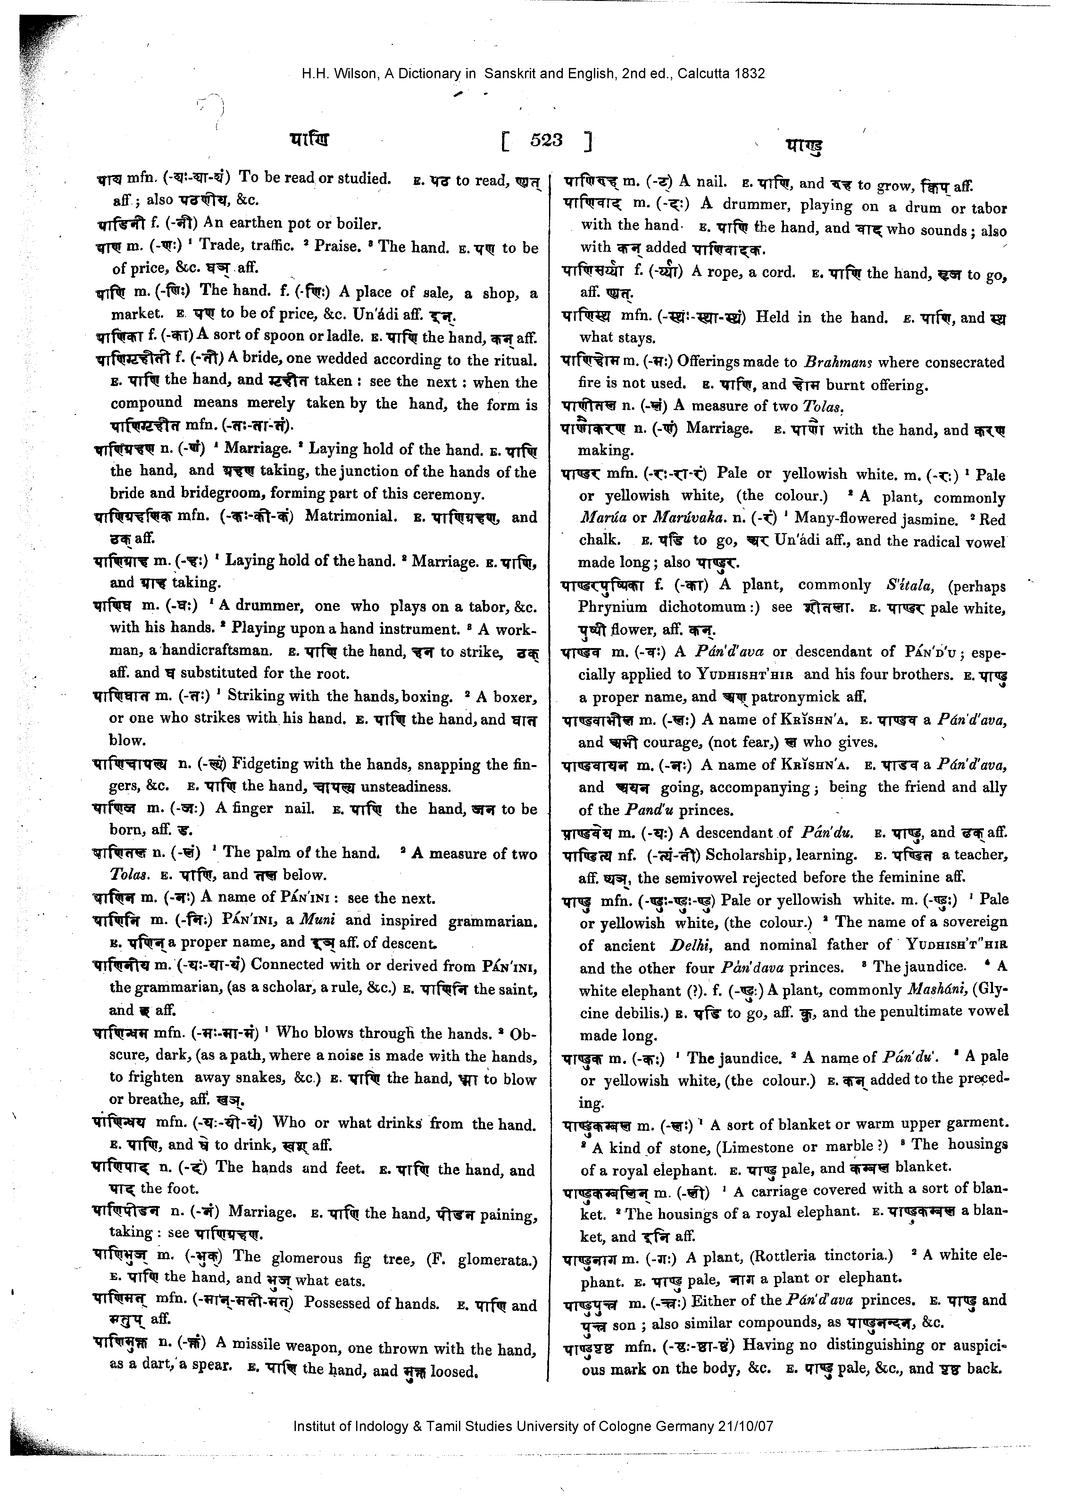 H.H. Wilson, A Dictionary in Sanskrit and English, 2nd ed., Calcutta 1832
पाणि [ 523 ] पाण्डु
पाठ्य mfn. (-ठ्यः-ठ्या-ठ्यं) To be read or studied. E. पठ to read, ण्यत्
aff.; also पठनीय, &c.
पाडिनी f. (-नी) An earthen pot or boiler.
पाण m. (-णः) ¹ Trade, traffic. ² Praise. ³ The hand. E. पण to be
of price, &c. घञ् aff.
पाणि m. (-णिः) The hand. f. (-णिः) A place of sale, a shop, a
market. E. पण to be of price, &c. Un'ádi aff. इन्.
पाणिका f. (-का) A sort of spoon or ladle. E. पाणि the hand, कन् aff.
पाणिगृहीती f. (-ती) A bride, one wedded according to the ritual.
E. पाणि the hand, and गृहीत taken : see the next : when the
compound means merely taken by the hand, the form is
पाणिगृहीत mfn. (-तः-ता-तं).
पाणिग्रहण n. (-णं) ¹ Marriage. ² Laying hold of the hand. E. पाणि
the hand, and ग्रहण taking, the junction of the hands of the
bride and bridegroom, forming part of this ceremony.
पाणिग्रहणिक mfn. (-कः-की-कं) Matrimonial. E. पाणिग्रहण, and
ठक् aff.
पाणिग्राह m. (-हः) ¹ Laying hold of the hand. ² Marriage. E. पाणि,
and ग्राह taking.
पाणिघ m. (-घः) ¹ A drummer, one who plays on a tabor, &c.
with his hands. ² Playing upon a hand instrument. ³ A work-
man, a handicraftsman. E. पाणि the hand, हन to strike, ढक्
aff. and घ substituted for the root.
पाणिघात m. (-तः) ¹ Striking with the hands, boxing. ² A boxer,
or one who strikes with his hand. E. पाणि the hand, and घात
blow.
पाणिचापल्य n. (-ल्यं) Fidgeting with the hands, snapping the fin-
gers, &c. E. पाणि the hand, चापल्य unsteadiness.
पाणिज m. (-जः) A finger nail. E. पाणि the hand, जन to be
born, aff. ड.
पाणितल n. (-लं) ¹ The palm of the hand. ² A measure of two
Tolas. E. पाणि, and तल below.
पाणिन m. (-नः) A name of PÁN'INI : see the next.
पाणिनि m. (-निः) PÁN'INI, a Muni and inspired grammarian.
E. पणिन् a proper name, and इञ् aff. of descent.
पाणिनीय m. (-यः-या-यं) Connected with or derived from PÁN'INI,
the grammarian, (as a scholar, a rule, &c.) E. पाणिनि the saint,
and छ aff.
पाणिन्धम mfn. (-मः-मा-मं) ¹ Who blows through the hands. ² Ob-
scure, dark, (as a path, where a noise is made with the hands,
to frighten away snakes, &c.) E. पाणि the hand, ध्मा to blow
or breathe, aff. खञ्.
पाणिन्धय mfn. (-यः-यी-यं) Who or what drinks from the hand.
E. पाणि, and धे to drink, खश् aff.
पाणिपाद n. (-दं) The hands and feet. E. पाणि the hand, and
पाद the foot.
पाणिपीडन n. (-नं) Marriage. E. पाणि the hand, पीडन paining,
taking : see पाणिग्रहण.
पाणिभुज् m. (-भुक्) The glomerous fig tree, (F. glomerata.)
E. पाणि the hand, and भुज् what eats.
पाणिमत् mfn. (-मान्-मती-मत्) Possessed of hands. E. पाणि and
मतुप् aff.
पाणिमुक्त n. (-क्तं) A missile weapon, one thrown with the hand,
as a dart, a spear. E. पाणि the hand, and मुक्त loosed.
पाणिरुह m. (-ट) A nail. E. पाणि, and रुह to grow, क्विप् aff.
पाणिवाद m. (-दः) A drummer, playing on a drum or tabor
with the hand. E. पाणि the hand, and वाद who sounds; also
with कन् added पाणिवादक.
पाणिसर्य्या f. (-र्य्या) A rope, a cord. E. पाणि the hand, सृज to go,
aff. ण्यत्.
पाणिस्थ mfn. (-स्थः-स्था-स्थं) Held in the hand. E. पाणि, and स्थ
what stays.
पाणिहोम m. (-मः) Offerings made to Brahmans where consecrated
fire is not used. E. पाणि, and होम burnt offering.
पाणीतल n. (-लं) A measure of two Tolas.
पाणौकरण n. (-णं) Marriage. E. पाणौ with the hand, and करण
making.
पाण्डर mfn. (-रः-रा-रं) Pale or yellowish white. m. (-रः) ¹ Pale
or yellowish white, (the colour.) ² A plant, commonly
Marúa or Marúvaka. n. (-रं) ¹ Many-flowered jasmine. ² Red
chalk. E. पडि to go, अर Un'ádi aff., and the radical vowel
made long; also पाण्डुर.
पाण्डरपुष्पिका f. (-का) A plant, commonly S'ítala, (perhaps
Phrynium dichotomum:) see शीतला. E. पाण्डर pale white,
पुष्पी flower, aff. कन्.
पाण्डव m. (-वः) A Pán'd'ava or descendant of PÁN'D'U; espe-
cially applied to YUDHISHT'HIR and his four brothers. E. पाण्डु
a proper name, and अण् patronymick aff.
पाण्डवाभील m. (-लः) A name of KRĬSHN'A. E. पाण्डव a Pán'd'ava,
and अभी courage, (not fear,) ल who gives.
पाण्डवायन m. (-नः) A name of KRĬSHN'A. E. पाडव a Pán'd'ava,
and अयन going, accompanying; being the friend and ally
of the Pand'u princes.
पाण्डवेय m. (-यः) A descendant of Pán'du. E. पाण्डु, and ढक् aff.
पाण्डित्य nf. (-त्यं-ती) Scholarship, learning. E. पण्डित a teacher,
aff. ष्यञ्, the semivowel rejected before the feminine aff.
पाण्डु mfn. (-ण्डुः-ण्डुः-ण्डु) Pale or yellowish white. m. (-ण्डुः) ¹ Pale
or yellowish white, (the colour.) ² The name of a sovereign
of ancient Delhi, and nominal father of YUDHISH'T"HIR
and the other four Pán'dava princes. ³ The jaundice. ⁴ A
white elephant (?). f. (-ण्डुः) A plant, commonly Masháni, (Gly-
cine debilis.) E. पडि to go, aff. कु, and the penultimate vowel
made long.
पाण्डुक m. (-कः) ¹ The jaundice. ² A name of Pán'du'. ³ A pale
or yellowish white, (the colour.) E. कन् added to the preced-
ing.
पाण्डुकम्बल m. (-लः) ¹ A sort of blanket or warm upper garment.
² A kind of stone, (Limestone or marble?) ³ The housings
of a royal elephant. E. पाण्डु pale, and कम्बल blanket.
पाण्डुकम्बलिन् m. (-ली) ¹ A carriage covered with a sort of blan-
ket. ² The housings of a royal elephant. E. पाण्डुकम्बल a blan-
ket, and इनि aff.
पाण्डुनाग m. (-गः) A plant, (Rottleria tinctoria.) ² A white ele-
phant. E. पाण्डु pale, नाग a plant or elephant.
पाण्डुपुत्त्र m. (-त्त्रः) Either of the Pán'd'ava princes. E. पाण्डु and
पुत्त्र son; also similar compounds, as पाण्डुनन्दन, &c.
पाण्डुपृष्ठ mfn. (-ष्ठः-ष्ठा-ष्ठं) Having no distinguishing or auspici-
ous mark on the body, &c. E. पाण्डु pale, &c., and पृष्ठ back.
Institut of Indology & Tamil Studies University of Cologne Germany 21/10/07